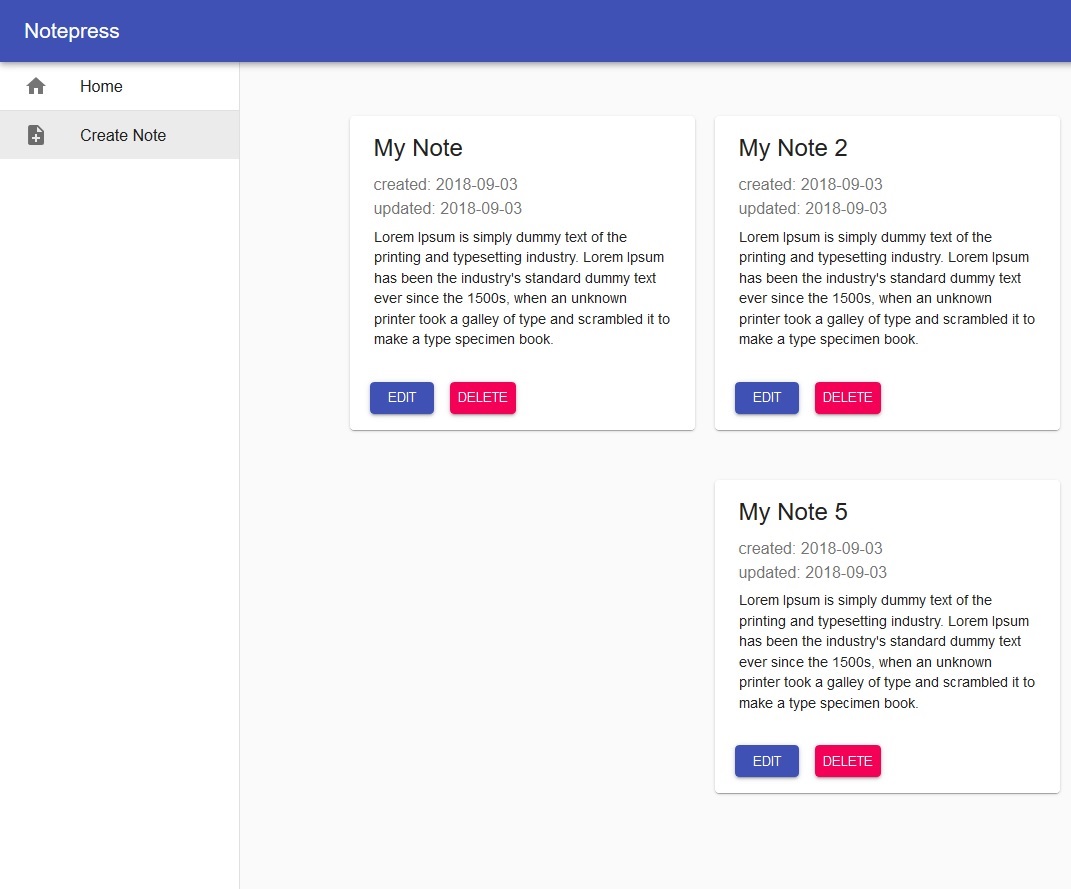 Notepress
Home
Create Note
My Note
created: 2018-09-03
updated: 2018-09-03
Lorem Ipsum is simply dummy text of the
printing and typesetting industry. Lorem Ipsum
has been the industry's standard dummy text
ever since the 1500s, when an unknown
printer took a galley of type and scrambled it to
make a type specimen book.
EDIT DELETE
My Note 2
created: 2018-09-03
updated: 2018-09-03
Lorem Ipsum is simply dummy text of the
printing and typesetting industry. Lorem Ipsum
has been the industry's standard dummy text
ever since the 1500s, when an unknown
printer took a galley of type and scrambled it to
make a type specimen book.
EDIT DELETE
My Note 5
created: 2018-09-03
updated: 2018-09-03
Lorem Ipsum is simply dummy text of the
printing and typesetting industry. Lorem Ipsum
has been the industry's standard dummy text
ever since the 1500s, when an unknown
printer took a galley of type and scrambled it to
make a type specimen book.
EDIT DELETE